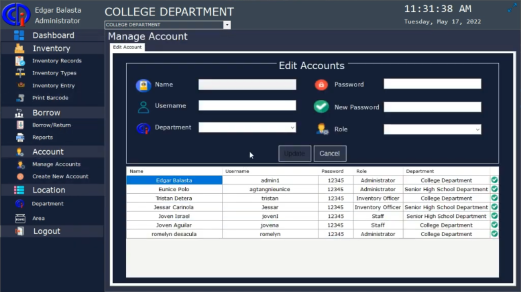 Edgar Balasta
Administrator
COLLEGE DEPARTMENT
COLLEGE DEPARTMENT
11:31:38 AM
Tuesday, May 17, 2022
Dashboard
Inventory
Inventory Records
Inventory Types
Inventory Entry
Print Barcode
Borrow
Borrow/Return
Reports
Account
Manage Accounts
Create New Account
Location
Department
Area
Logout
Manage Account
Edit Account
Edit Accounts
Name
Password
Username
New Password
Department
Role
Update
Cancel
Name Username Password Role Department
Edgar Balasta admin1 12345 Administrator College Department
Eunice Polo agtangnieunice 12345 Administrator Senior High School Department
Tristan Detera tristan 12345 Inventory Officer College Department
Jessar Carmola Jessar 12345 Inventory Officer Senior High School Department
Joven Israel joven1 12345 Staff Senior High School Department
Joven Aguilar jovena 12345 Staff College Department
romelyn desacula romelyn 12345 Administrator College Department